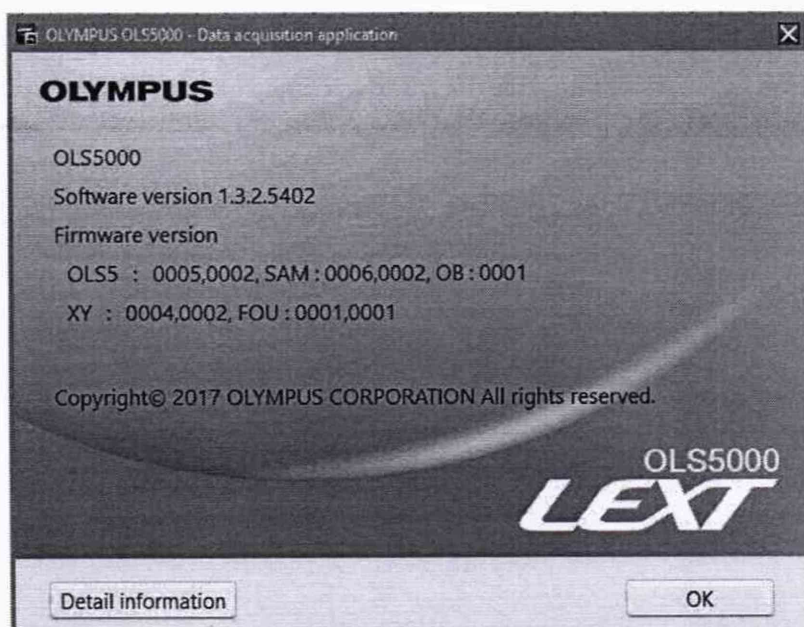 OLYMPUS OLS5000 - Data acquisition application
OLYMPUS
OLS5000
Software version 1.3.2.5402
Firmware version
OLS5 : 0005,0002, SAM : 0006,0002, OB : 0001
XY : 0004,0002, FOU : 0001,0001
Copyright© 2017 OLYMPUS CORPORATION All rights reserved.
OLS5000
LEXT
Detail information
OK